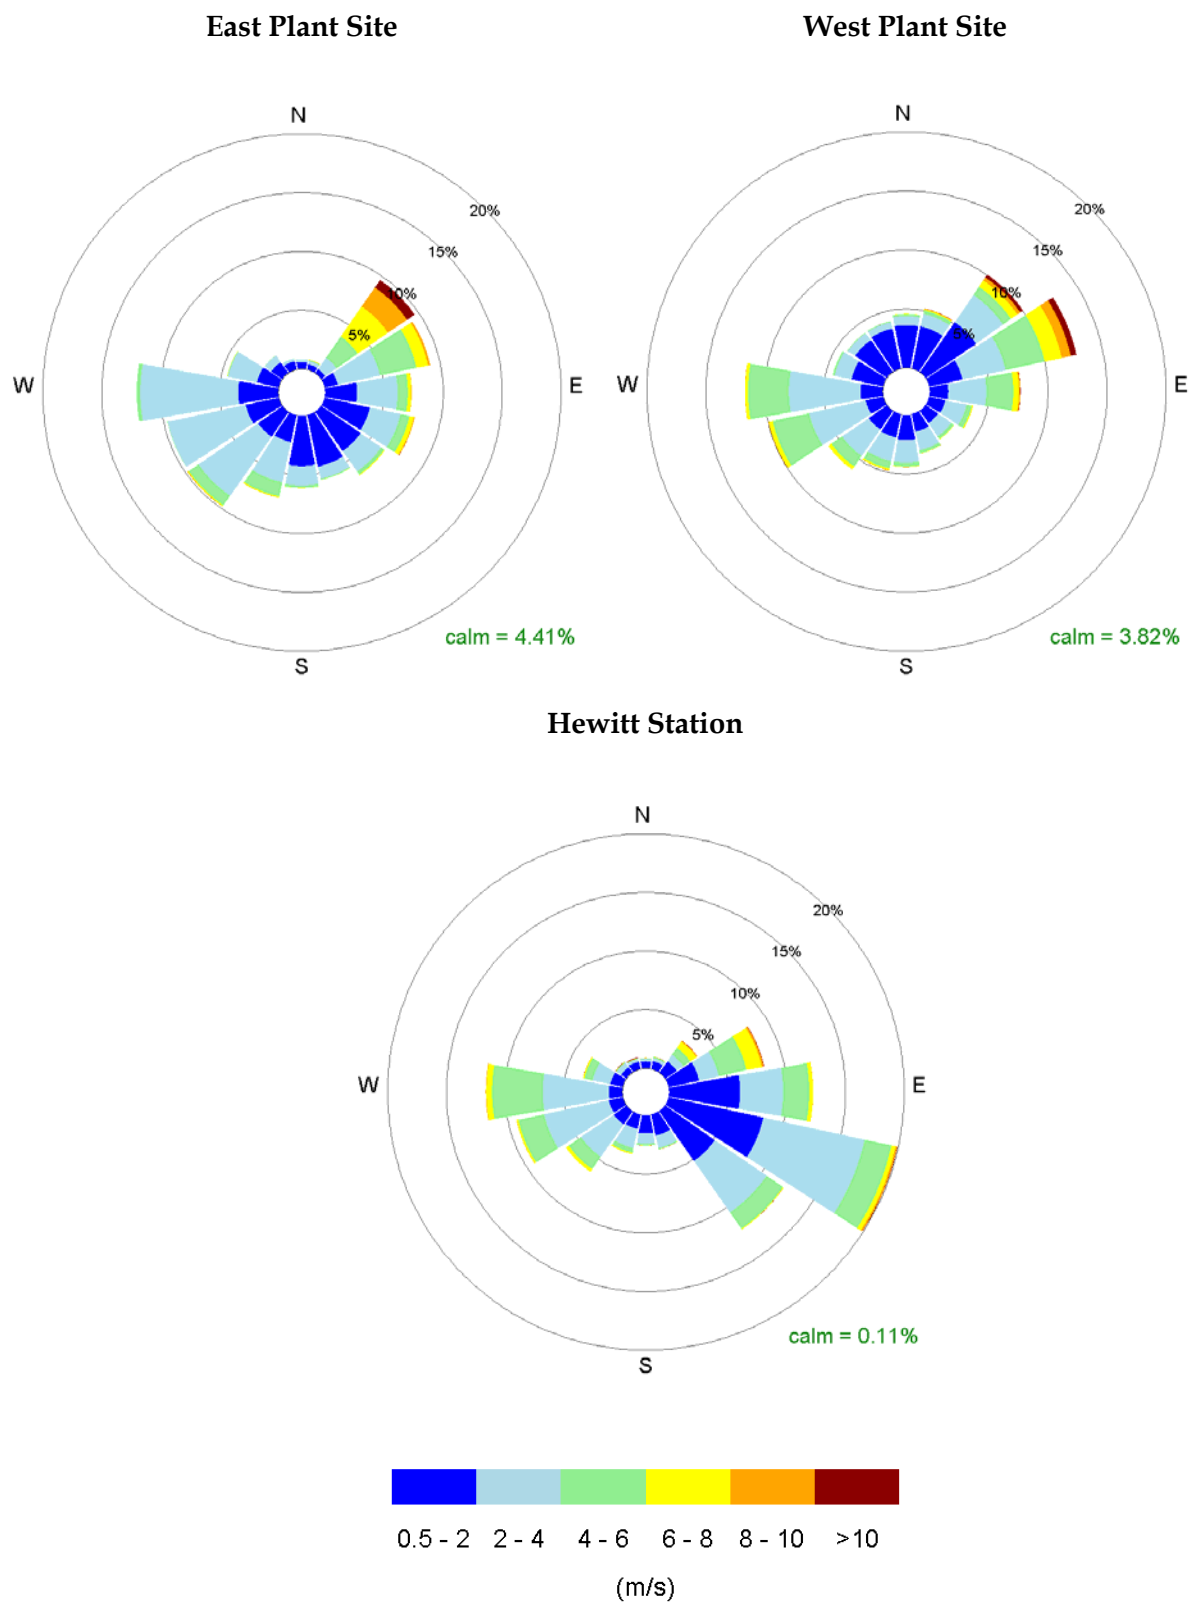 East Plant Site
West Plant Site
N
20%
15%
10%
5%
W
E
calm = 4.41%
S
N
20%
15%
10%
5%
W
E
calm = 3.82%
S
Hewitt Station
N
20%
15%
10%
5%
W
E
calm = 0.11%
S
0.5 - 2 2 - 4 4 - 6 6 - 8 8 - 10 >10
(m/s)